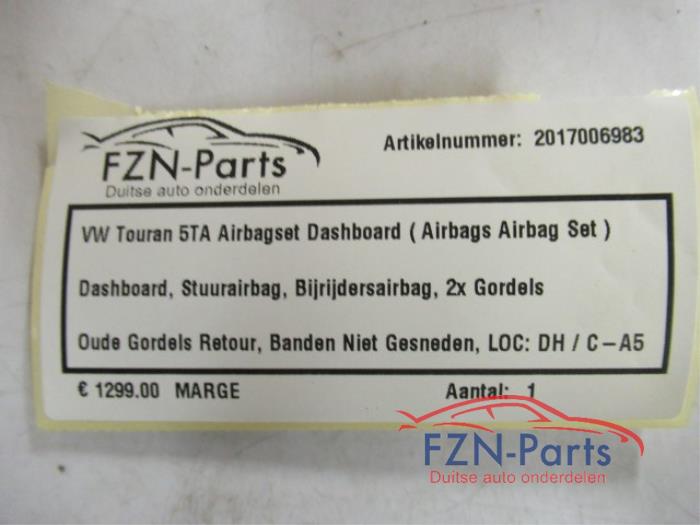 FZN-Parts
Duitse auto onderdelen
Artikelnummer: 2017006983
VW Touran 5TA Airbagset Dashboard ( Airbags Airbag Set )
Dashboard, Stuurairbag, Bijrijdersairbag, 2x Gordels
Oude Gordels Retour, Banden Niet Gesneden, LOC: DH / C-A5
€ 1299.00 MARGE
Aantal: 1
FZN-Parts
Duitse auto onderdelen